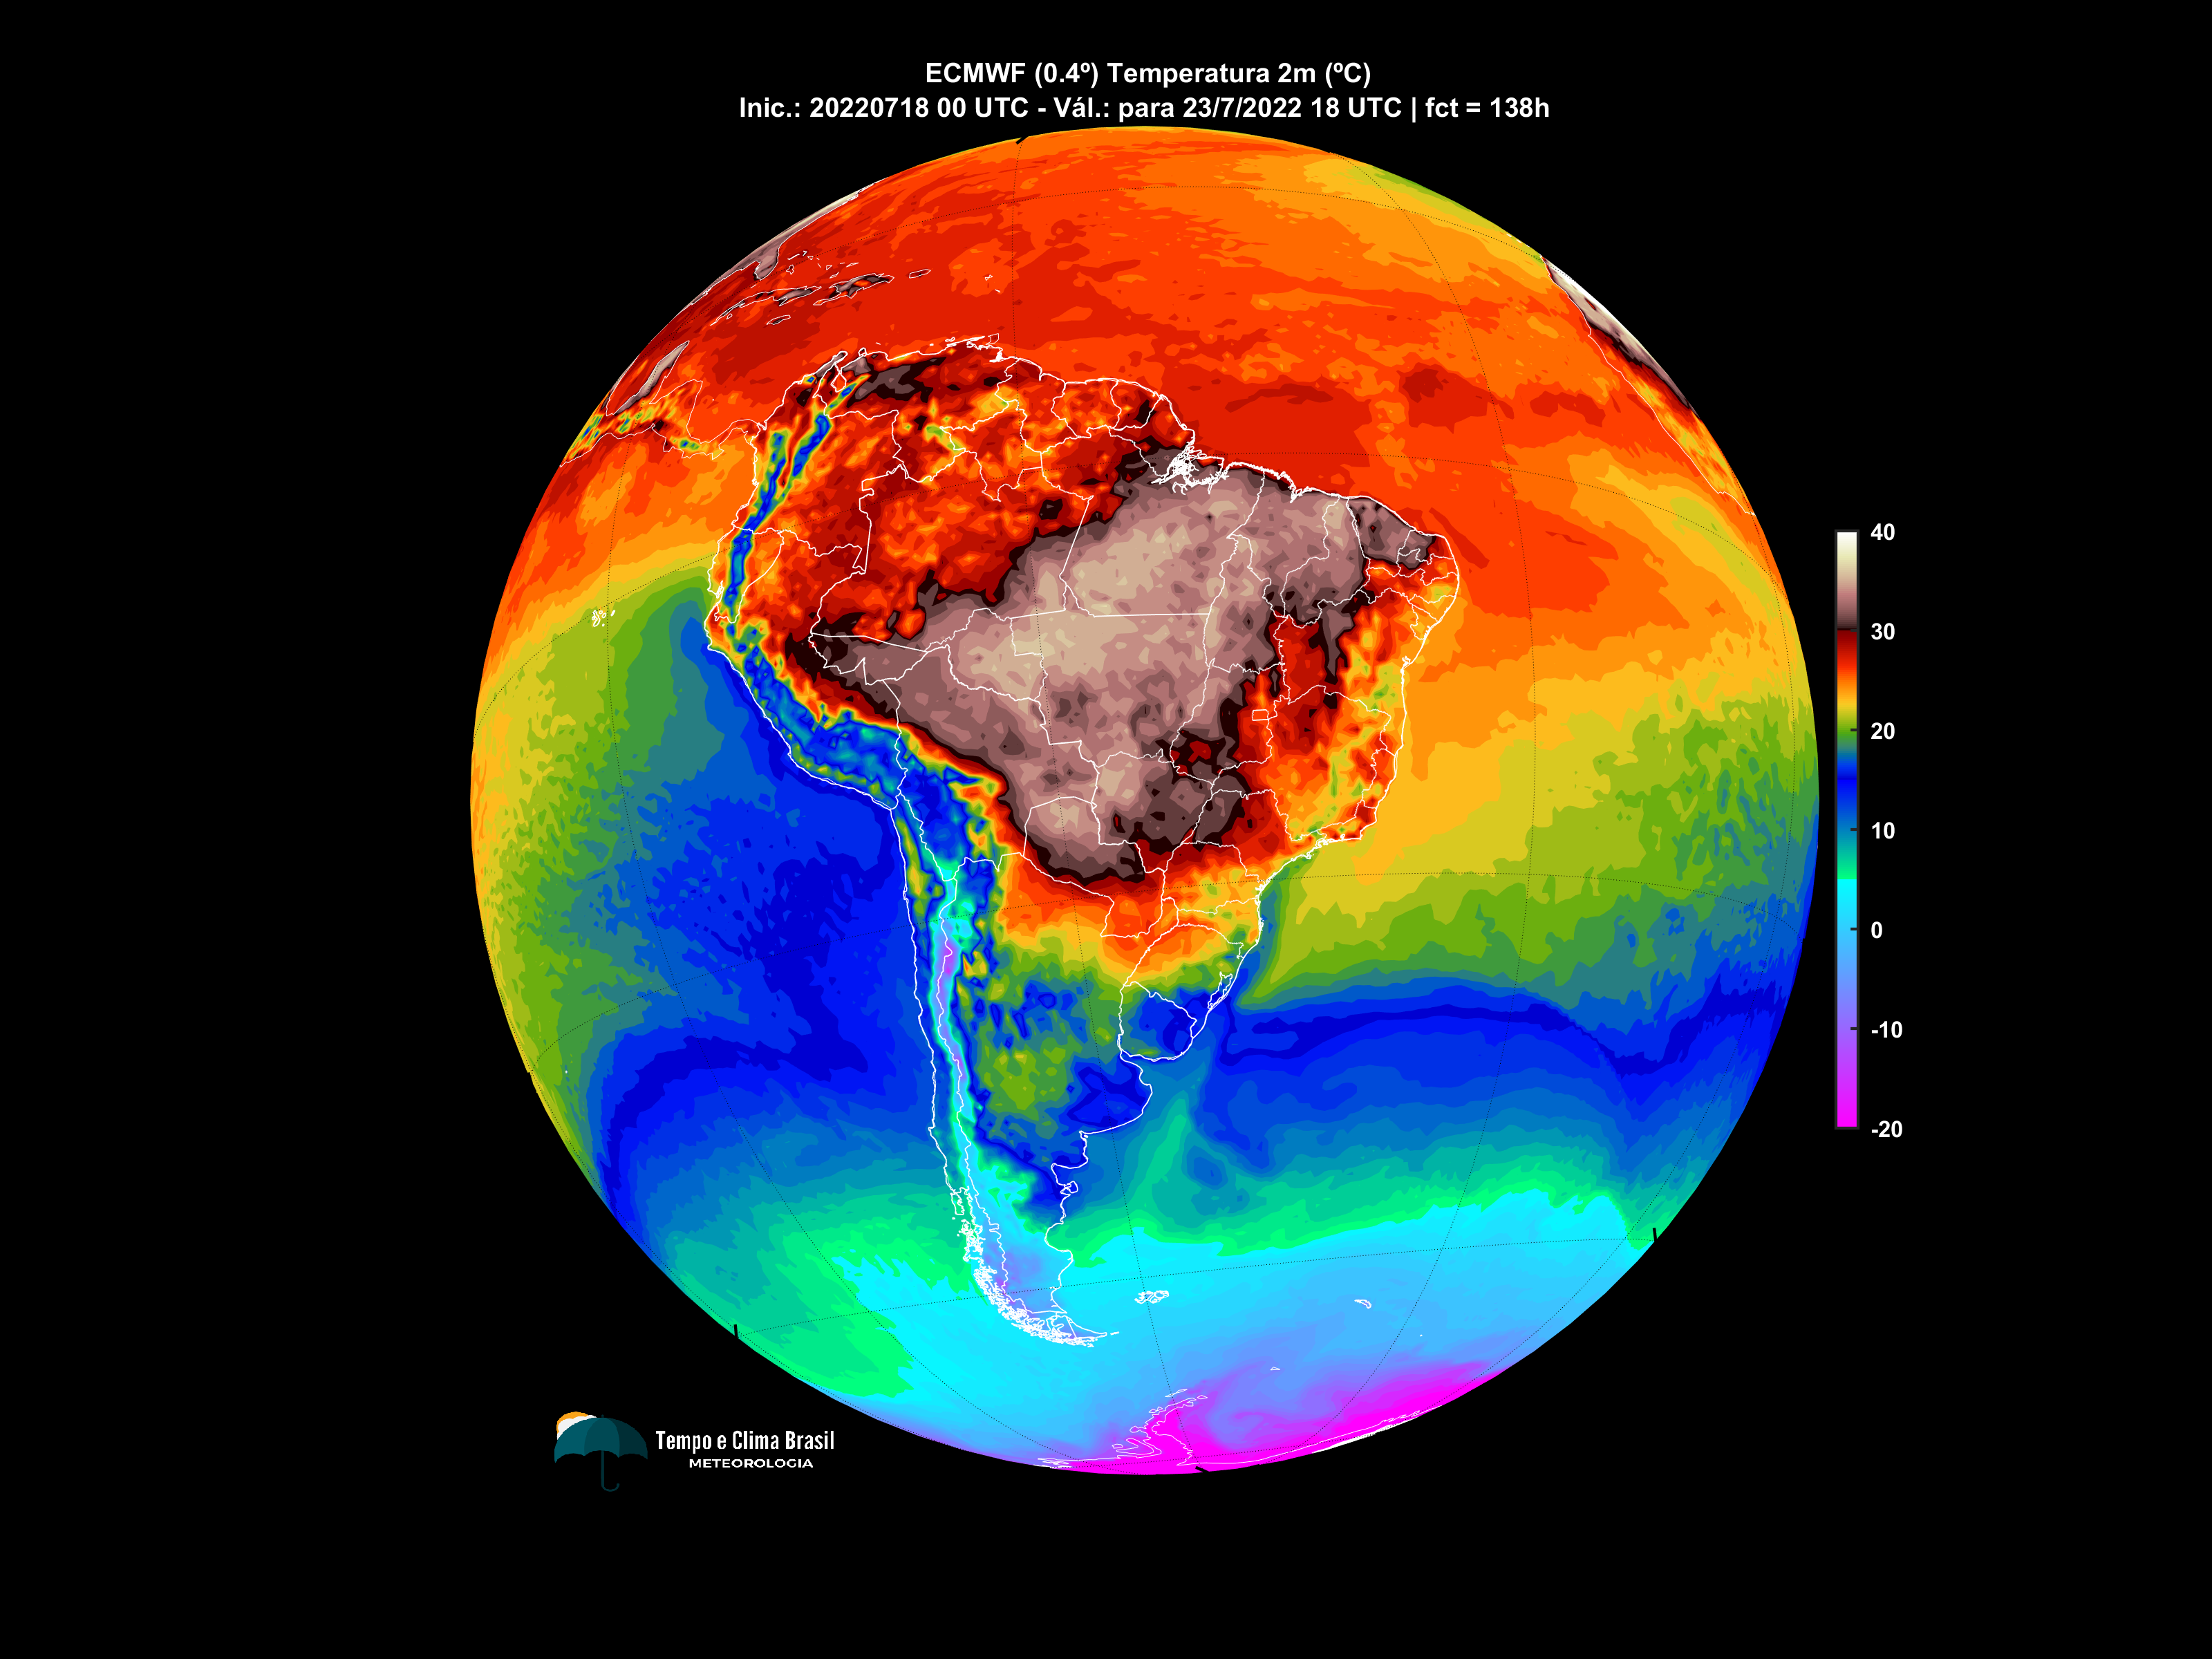 ECMWF (0.4º) Temperatura 2m (ºC)
Inic.: 20220718 00 UTC - Vál.: para 23/7/2022 18 UTC | fct = 138h
40
30
20
10
0
-10
-20
Tempo e Clima Brasil
METEOROLOGIA